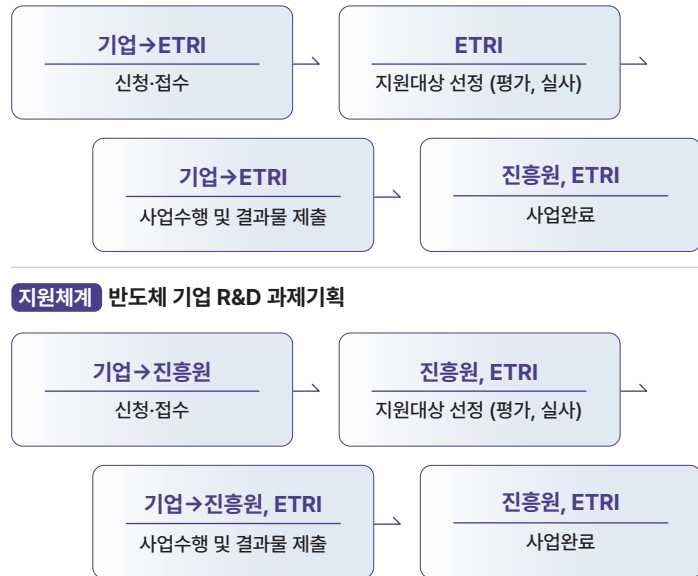 기업→ETRI
신청·접수
ETRI
지원대상 선정 (평가, 실사)
기업→ETRI
사업수행 및 결과물 제출
진흥원, ETRI
사업완료
지원체계 반도체 기업 R&D 과제기획
기업→진흥원
신청·접수
진흥원, ETRI
지원대상 선정 (평가, 실사)
기업→진흥원, ETRI
사업수행 및 결과물 제출
진흥원, ETRI
사업완료